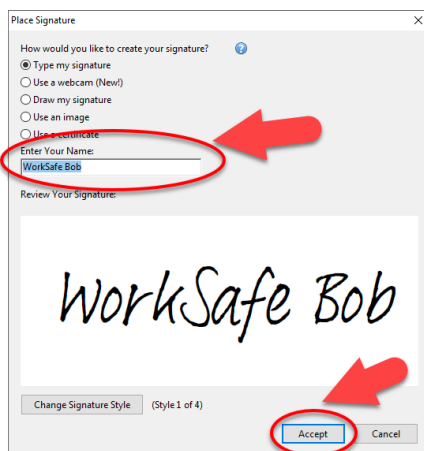 Place Signature
How would you like to create your signature?
Type my signature
Use a webcam (New!)
Draw my signature
Use an image
Use a certificate
Enter Your Name:
WorkSafe Bob
Review Your Signature:
WorkSafe Bob
Change Signature Style (Style 1 of 4)
Accept Cancel